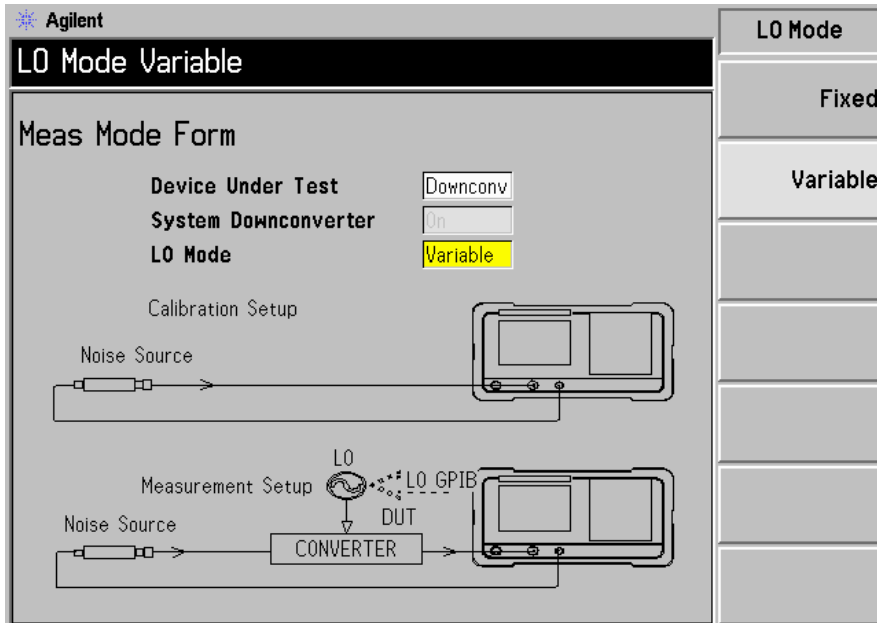 Agilent
LO Mode
LO Mode Variable
Fixed
Meas Mode Form
Variable
Device Under Test Downconv
System Downconverter On
LO Mode Variable
Calibration Setup
Noise Source
LO
Measurement Setup LO GPIB
Noise Source DUT
CONVERTER